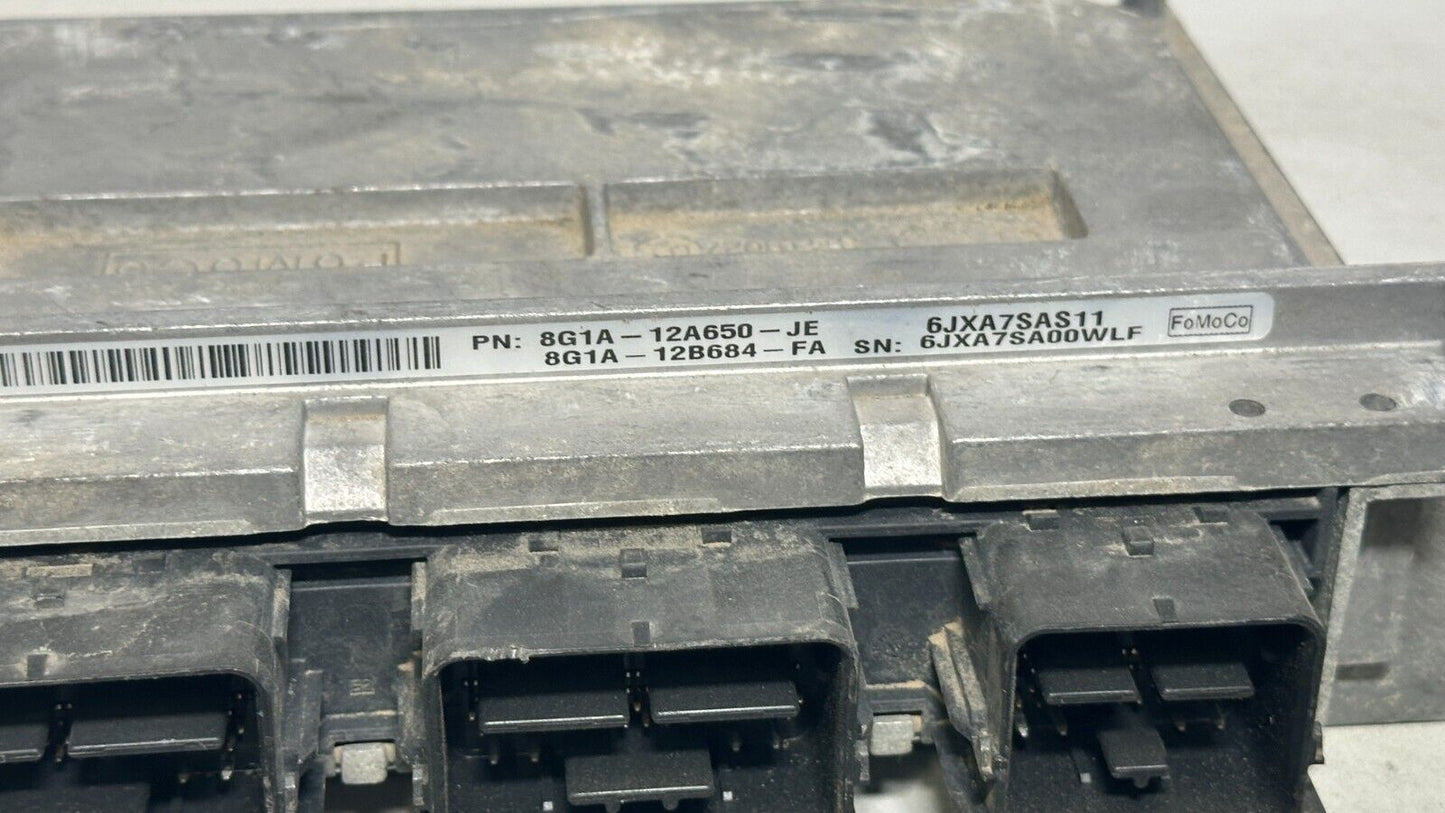 PN: 8G1A-12A650-JE
8G1A-12B684-FA
6JXA7SAS11
SN: 6JXA7SA00WLF
FoMoCo